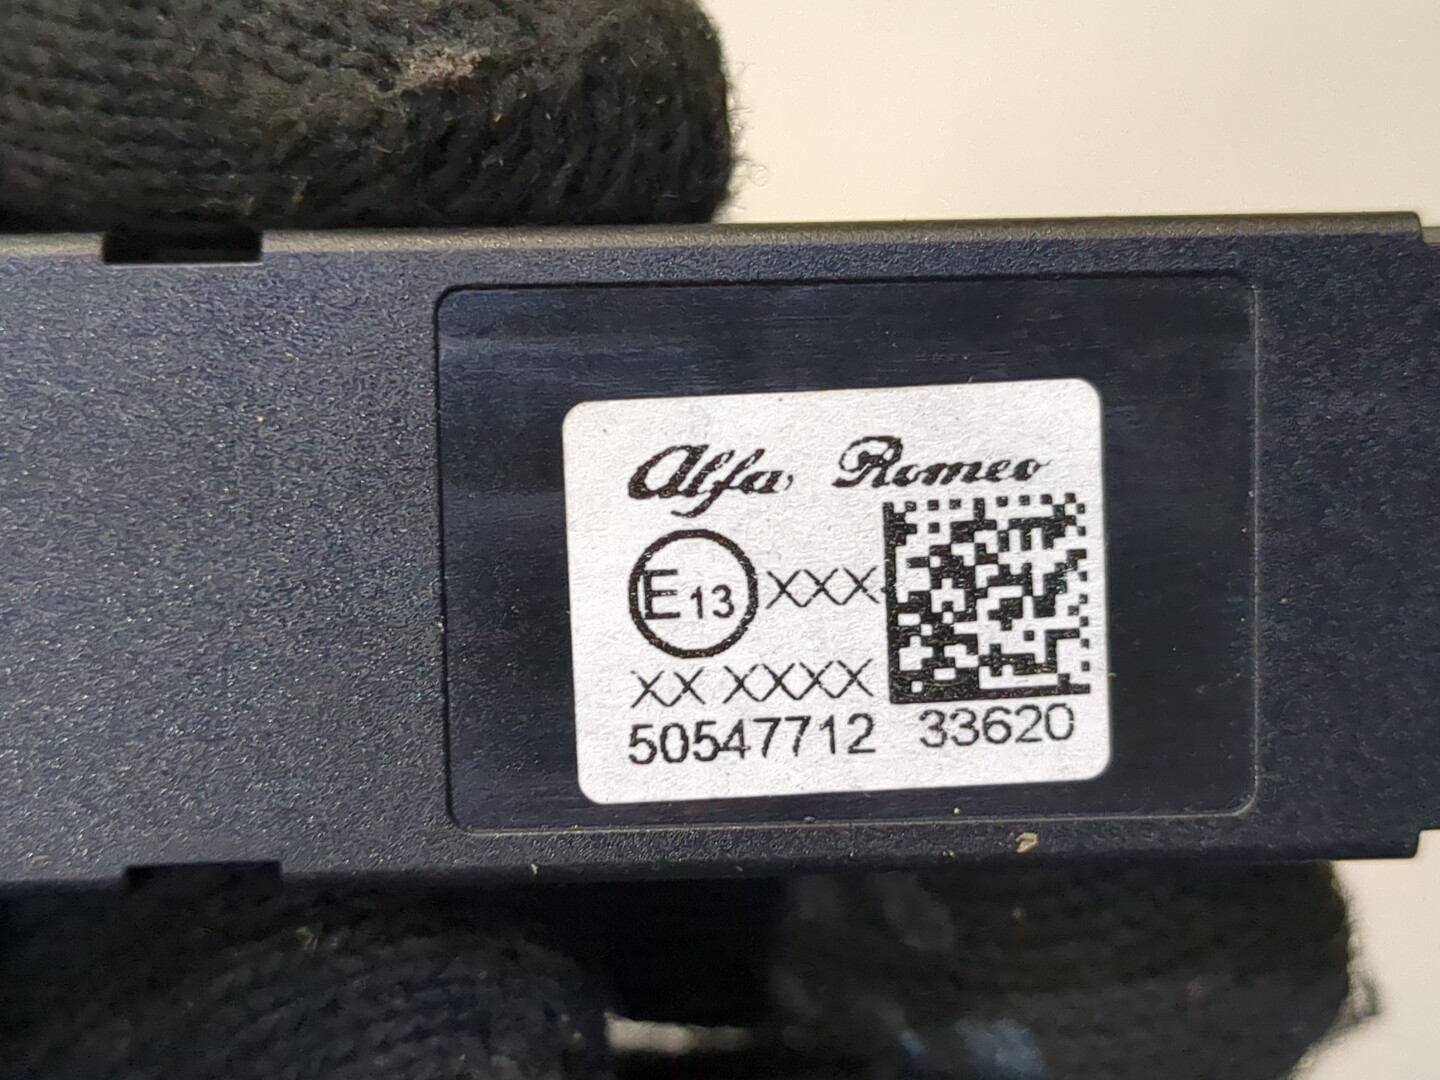 Alfa Romeo
E13 XXX
XX XXXX
50547712 33620